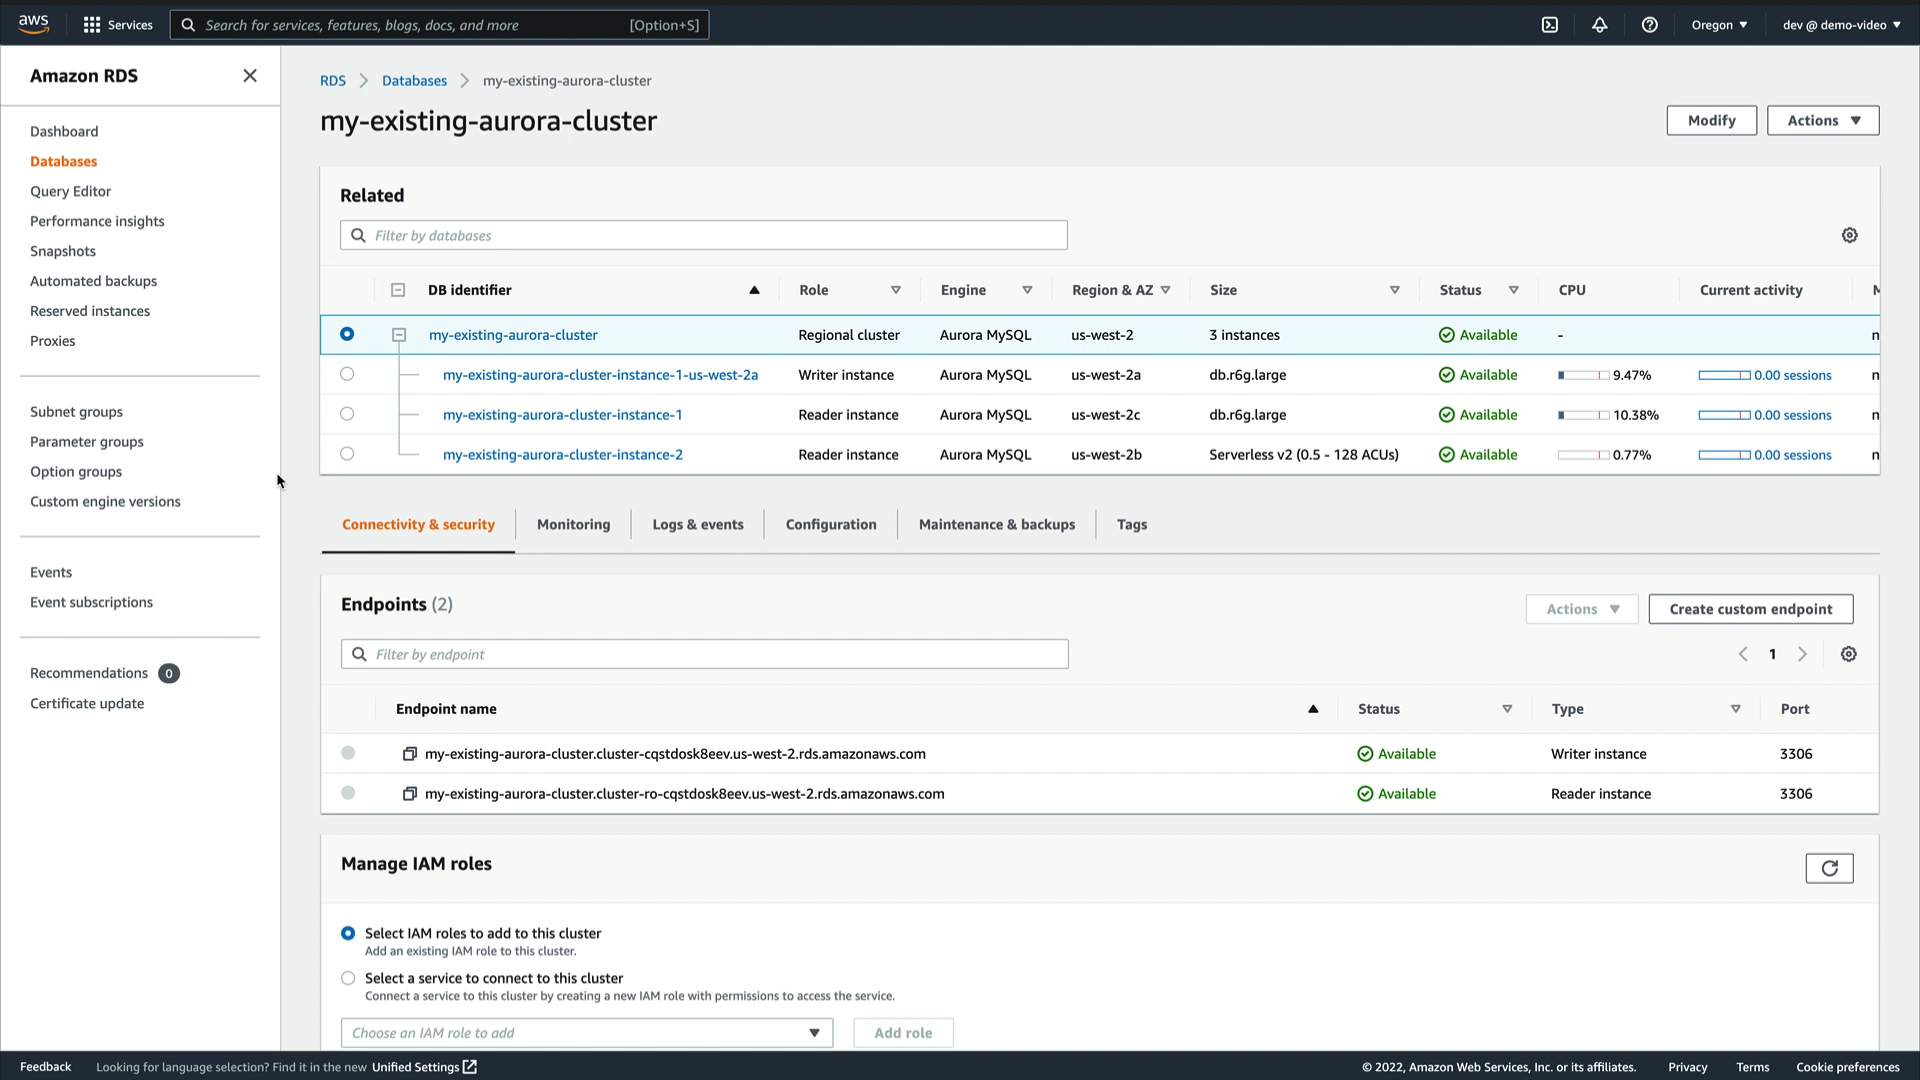 aws
Services
Search for services, features, blogs, docs, and more [Option+S]
Oregon ▼
dev @ demo-video ▼
Amazon RDS
Dashboard
Databases
Query Editor
Performance insights
Snapshots
Automated backups
Reserved instances
Proxies
Subnet groups
Parameter groups
Option groups
Custom engine versions
Events
Event subscriptions
Recommendations 0
Certificate update
RDS > Databases > my-existing-aurora-cluster
my-existing-aurora-cluster
Modify
Actions ▼
Related
Filter by databases
DB identifier Role Engine Region & AZ Size Status CPU Current activity
my-existing-aurora-cluster Regional cluster Aurora MySQL us-west-2 3 instances Available - n
my-existing-aurora-cluster-instance-1-us-west-2a Writer instance Aurora MySQL us-west-2a db.r6g.large Available 9.47% 0.00 sessions n
my-existing-aurora-cluster-instance-1 Reader instance Aurora MySQL us-west-2c db.r6g.large Available 10.38% 0.00 sessions n
my-existing-aurora-cluster-instance-2 Reader instance Aurora MySQL us-west-2b Serverless v2 (0.5 - 128 ACUs) Available 0.77% 0.00 sessions n
Connectivity & security Monitoring Logs & events Configuration Maintenance & backups Tags
Endpoints (2)
Actions ▼
Create custom endpoint
Filter by endpoint
1
Endpoint name Status Type Port
my-existing-aurora-cluster.cluster-cqstdosk8eev.us-west-2.rds.amazonaws.com Available Writer instance 3306
my-existing-aurora-cluster.cluster-ro-cqstdosk8eev.us-west-2.rds.amazonaws.com Available Reader instance 3306
Manage IAM roles
Select IAM roles to add to this cluster
Add an existing IAM role to this cluster.
Select a service to connect to this cluster
Connect a service to this cluster by creating a new IAM role with permissions to access the service.
Choose an IAM role to add
Add role
Feedback
Looking for language selection? Find it in the new Unified Settings
© 2022, Amazon Web Services, Inc. or its affiliates.
Privacy
Terms
Cookie preferences